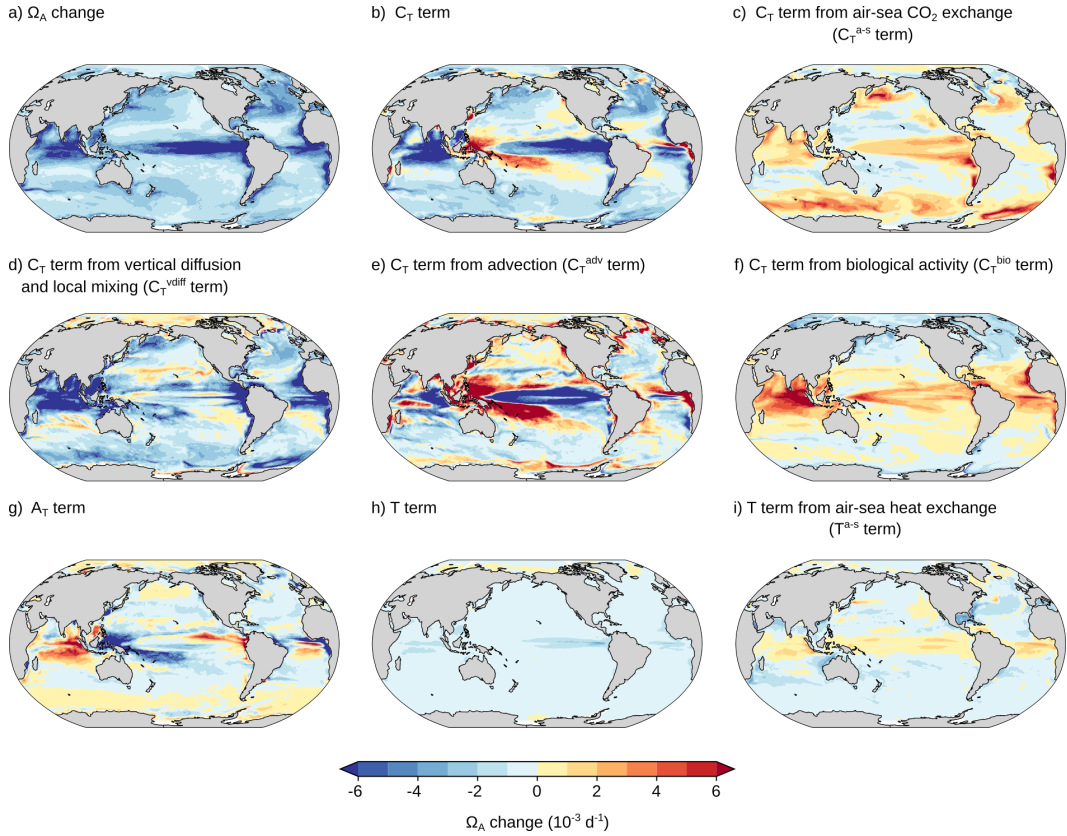 a) Ω_A change
b) C_T term
c) C_T term from air-sea CO₂ exchange
(C_T^a-s term)
d) C_T term from vertical diffusion
and local mixing (C_T^vdiff term)
e) C_T term from advection (C_T^adv term)
f) C_T term from biological activity (C_T^bio term)
g) A_T term
h) T term
i) T term from air-sea heat exchange
(T^a-s term)
-6 -4 -2 0 2 4 6
Ω_A change (10⁻³ d⁻¹)